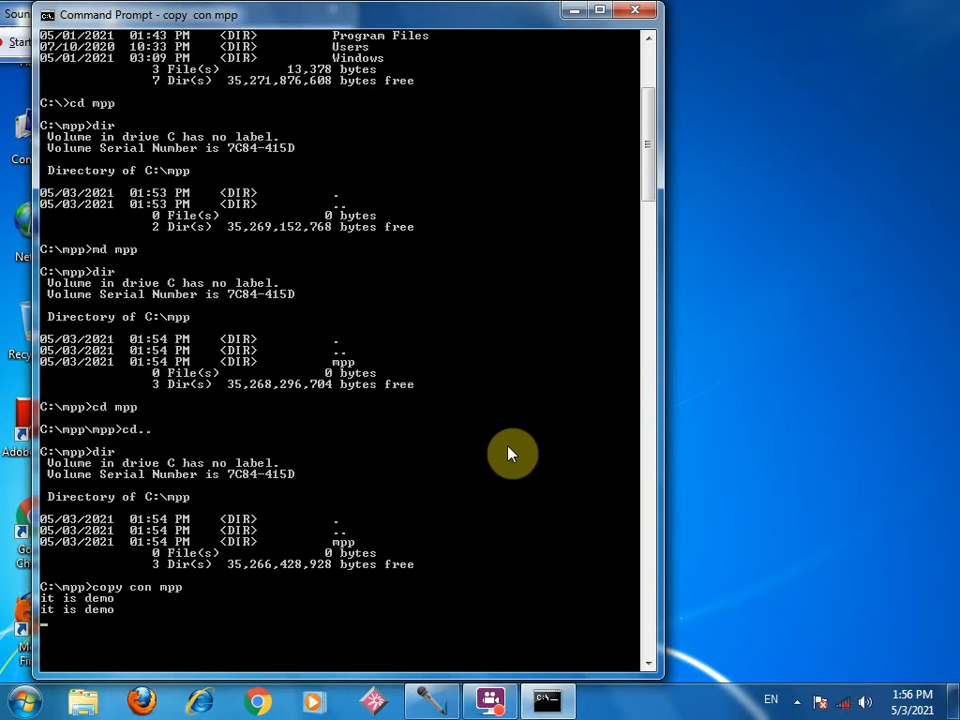 Soun
Command Prompt - copy  con mpp
Start
05/01/2021  01:43 PM    <DIR>          Program Files
07/10/2020  10:33 PM    <DIR>          Users
05/01/2021  03:09 PM    <DIR>          Windows
               3 File(s)         13,378 bytes
               7 Dir(s)  35,271,876,608 bytes free
C:\>cd mpp
C:\mpp>dir
 Volume in drive C has no label.
 Volume Serial Number is 7C84-415D
 Directory of C:\mpp
05/03/2021  01:53 PM    <DIR>          .
05/03/2021  01:53 PM    <DIR>          ..
               0 File(s)              0 bytes
               2 Dir(s)  35,269,152,768 bytes free
C:\mpp>md mpp
C:\mpp>dir
 Volume in drive C has no label.
 Volume Serial Number is 7C84-415D
 Directory of C:\mpp
05/03/2021  01:54 PM    <DIR>          .
05/03/2021  01:54 PM    <DIR>          ..
05/03/2021  01:54 PM    <DIR>          mpp
               0 File(s)              0 bytes
               3 Dir(s)  35,268,296,704 bytes free
C:\mpp>cd mpp
C:\mpp\mpp>cd..
C:\mpp>dir
 Volume in drive C has no label.
 Volume Serial Number is 7C84-415D
 Directory of C:\mpp
05/03/2021  01:54 PM    <DIR>          .
05/03/2021  01:54 PM    <DIR>          ..
05/03/2021  01:54 PM    <DIR>          mpp
               0 File(s)              0 bytes
               3 Dir(s)  35,266,428,928 bytes free
C:\mpp>copy con mpp
it is demo
it is demo
Con
Net
Recy
Adob
Go
Ch
M
Fir
EN
1:56 PM
5/3/2021